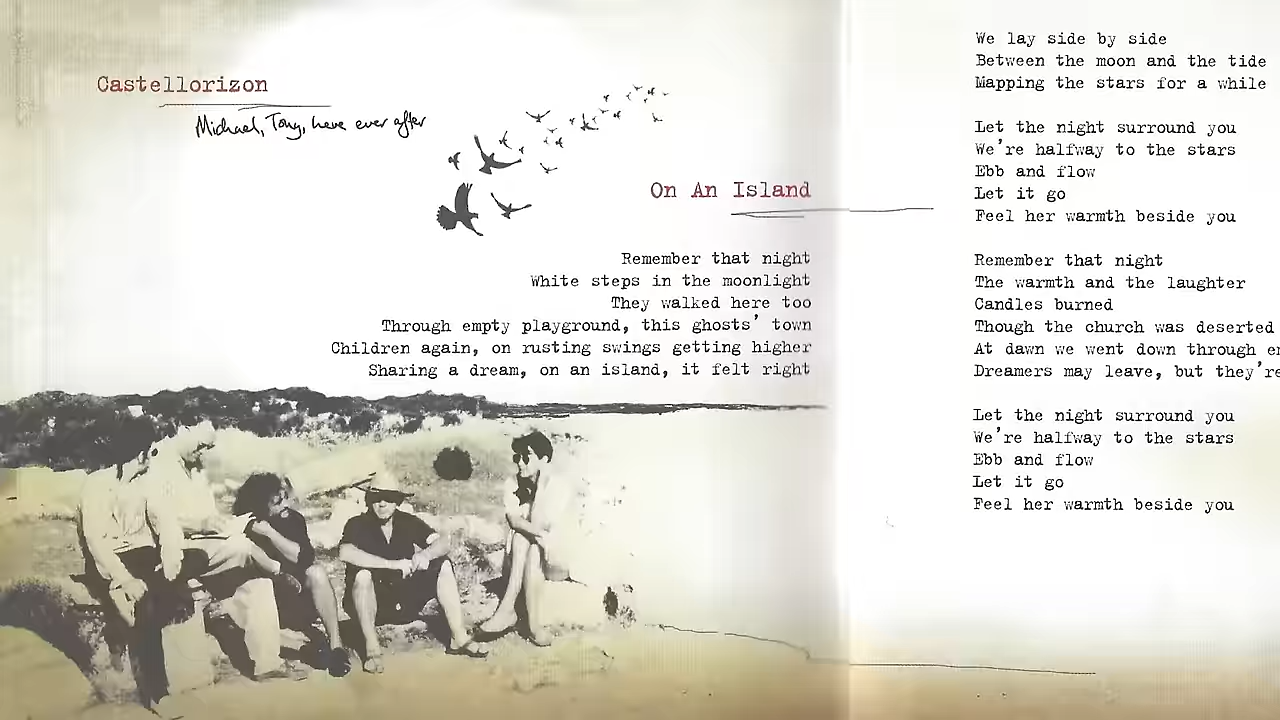 Castellorizon
Michael, Tony, here ever after
On An Island
Remember that night
White steps in the moonlight
They walked here too
Through empty playground, this ghosts' town
Children again, on rusting swings getting higher
Sharing a dream, on an island, it felt right
We lay side by side
Between the moon and the tide
Mapping the stars for a while
Let the night surround you
We're halfway to the stars
Ebb and flow
Let it go
Feel her warmth beside you
Remember that night
The warmth and the laughter
Candles burned
Though the church was deserted
At dawn we went down through
Dreamers may leave, but they're
Let the night surround you
We're halfway to the stars
Ebb and flow
Let it go
Feel her warmth beside you